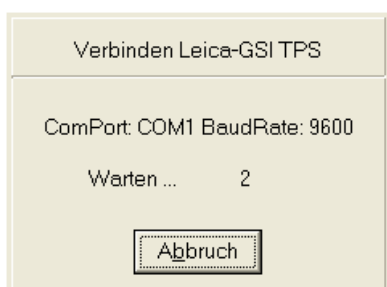 Verbinden Leica-GSI TPS
ComPort: COM1 BaudRate: 9600
Warten ... 2
Abbruch